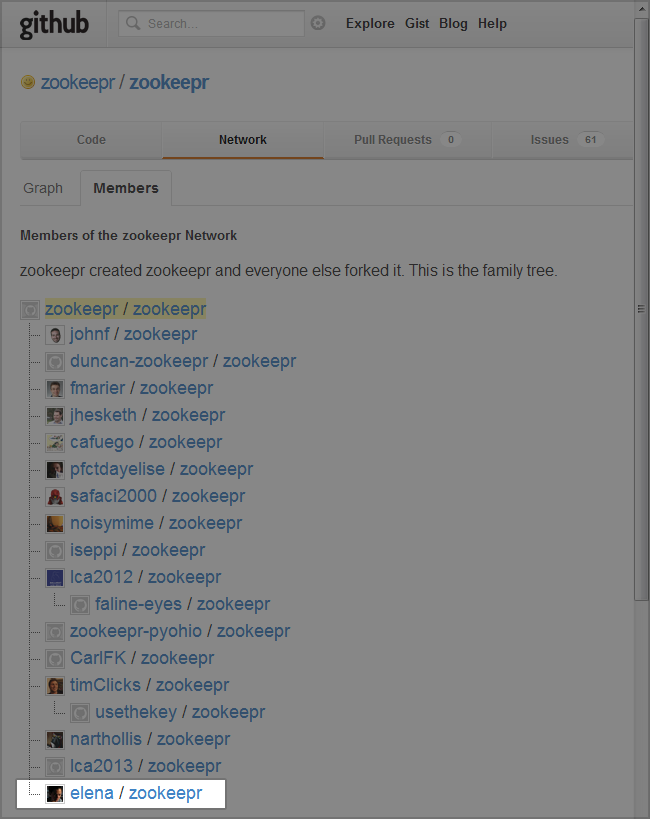 github Search... Explore Gist Blog Help
zookeepr / zookeepr
Code Network Pull Requests 0 Issues 61
Graph Members
Members of the zookeepr Network
zookeepr created zookeepr and everyone else forked it. This is the family tree.
zookeepr / zookeepr
johnf / zookeepr
duncan-zookeepr / zookeepr
fmarier / zookeepr
jhesketh / zookeepr
cafuego / zookeepr
pfctdayelise / zookeepr
safaci2000 / zookeepr
noisymime / zookeepr
iseppi / zookeepr
lca2012 / zookeepr
faline-eyes / zookeepr
zookeepr-pyohio / zookeepr
CarlFK / zookeepr
timClicks / zookeepr
usethekey / zookeepr
narthollis / zookeepr
lca2013 / zookeepr
elena / zookeepr